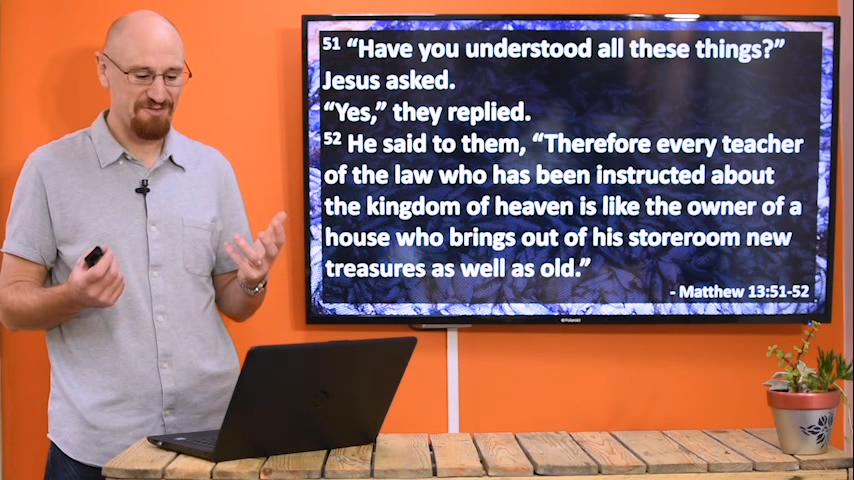 51 “Have you understood all these things?”
Jesus asked.
“Yes,” they replied.
52 He said to them, “Therefore every teacher
of the law who has been instructed about
the kingdom of heaven is like the owner of a
house who brings out of his storeroom new
treasures as well as old.”
- Matthew 13:51-52
Polaroid